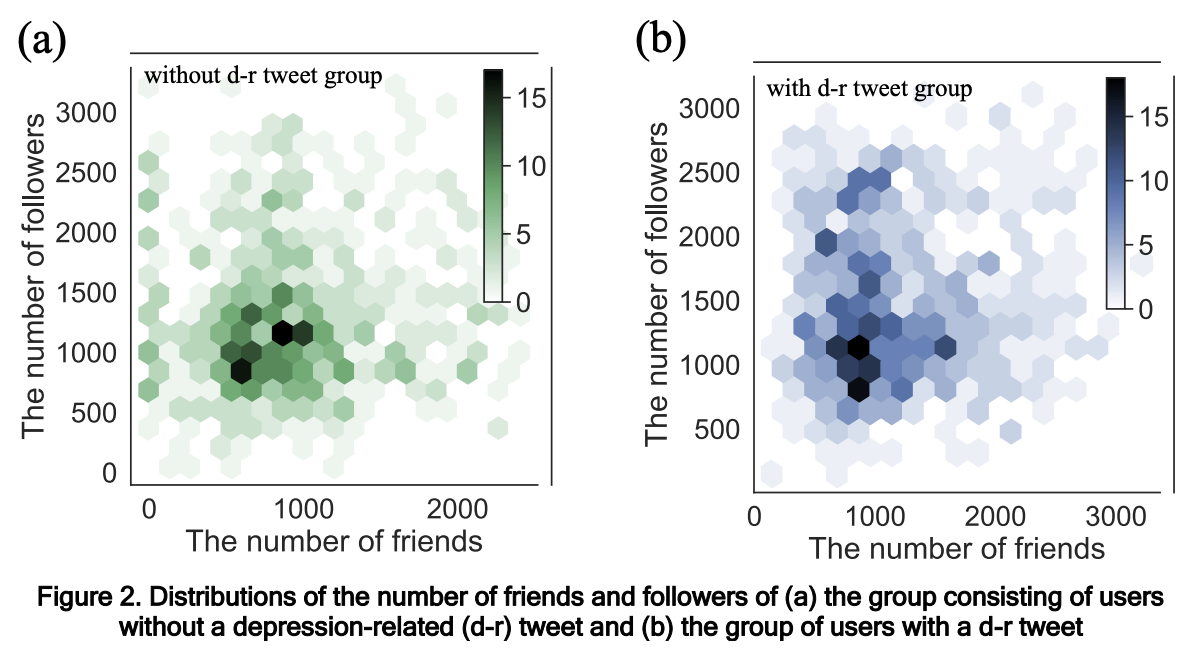 (a)
without d-r tweet group
The number of followers
3000
2500
2000
1500
1000
500
0
0
1000
2000
The number of friends
15
10
5
0
(b)
with d-r tweet group
The number of followers
3000
2500
2000
1500
1000
500
0
1000
2000
3000
The number of friends
15
10
5
0
Figure 2. Distributions of the number of friends and followers of (a) the group consisting of users
without a depression-related (d-r) tweet and (b) the group of users with a d-r tweet